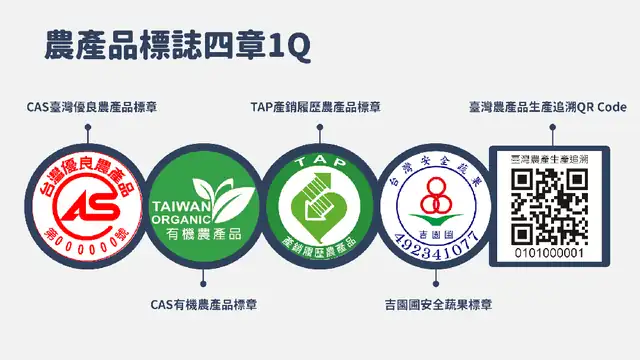 農產品標誌四章1Q
CAS臺灣優良農產品標章
TAP產銷履歷農產品標章
臺灣農產品生產追溯QR Code
台灣優良農產品
CAS
第000000號
TAIWAN
ORGANIC
有機農產品
TAP
產銷履歷農產品
台灣安全蔬果
吉園圃
492341077
臺灣農產生產追溯
0101000001
CAS有機農產品標章
吉園圃安全蔬果標章